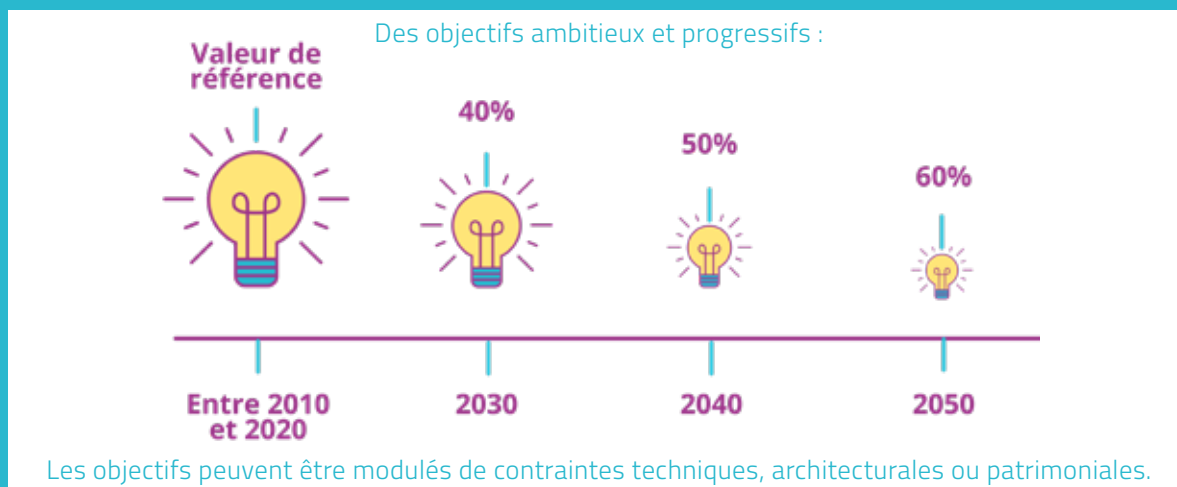 Des objectifs ambitieux et progressifs :
Valeur de
référence
40%
50%
60%
Entre 2010
et 2020
2030
2040
2050
Les objectifs peuvent être modulés de contraintes techniques, architecturales ou patrimoniales.